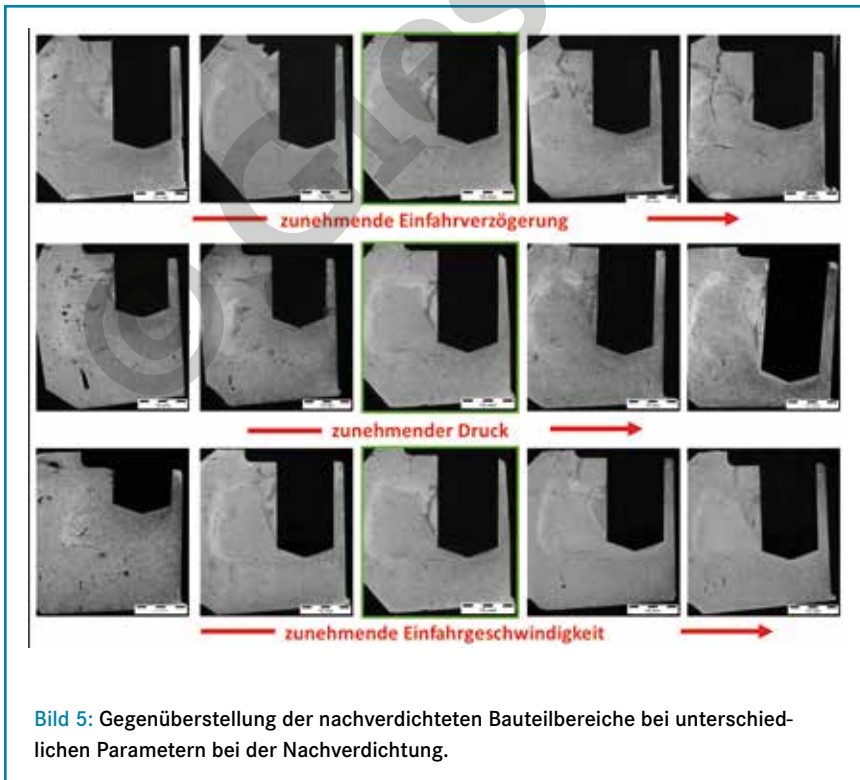 zunehmende Einfahrverzögerung
zunehmender Druck
zunehmende Einfahrgeschwindigkeit
Bild 5: Gegenüberstellung der nachverdichteten Bauteilbereiche bei unterschied-
lichen Parametern bei der Nachverdichtung.